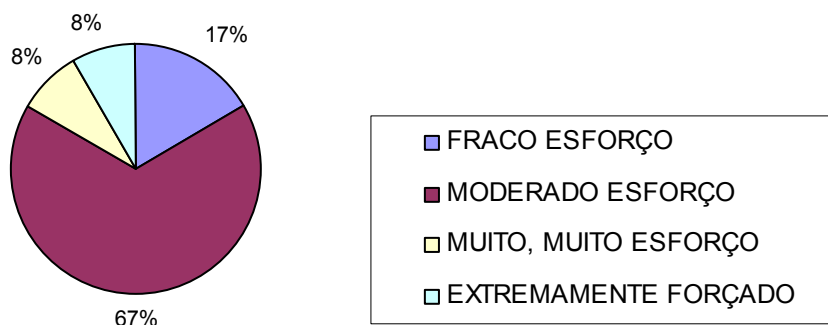 8%
17%
8%
67%
FRACO ESFORÇO
MODERADO ESFORÇO
MUITO, MUITO ESFORÇO
EXTREMAMENTE FORÇADO